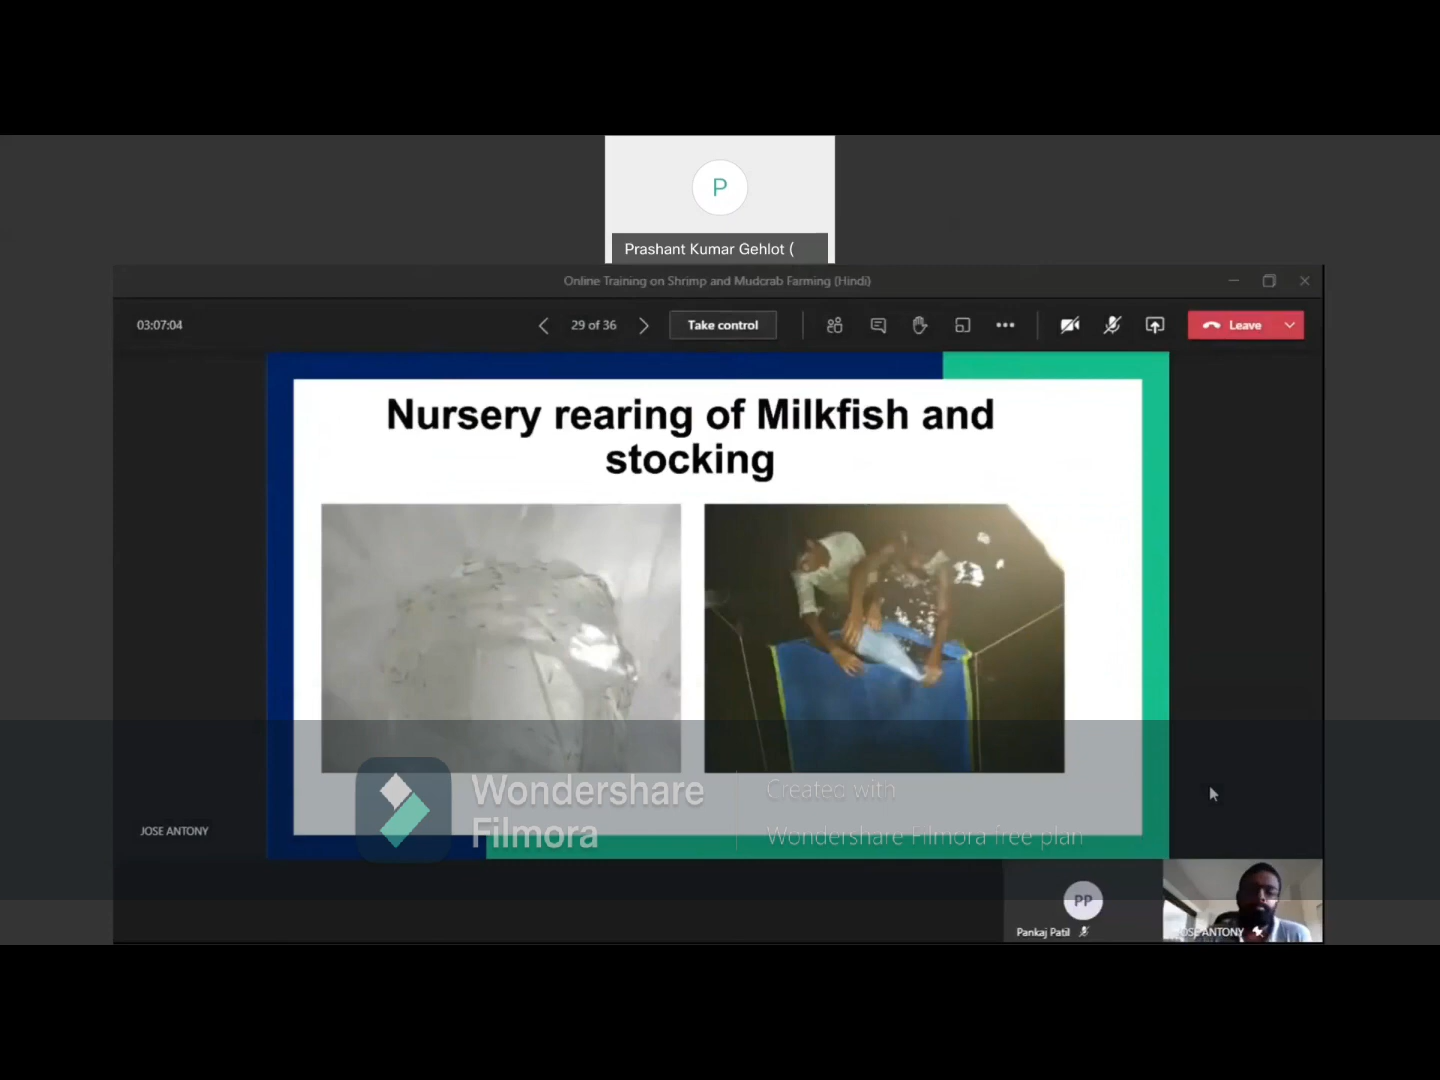 P
Prashant Kumar Gehlot (
Online Training on Shrimp and Mudcrab Farming (Hindi)
03:07:04
29 of 36
Take control
Leave
Nursery rearing of Milkfish and
stocking
Wondershare
Filmora
Created with
Wondershare Filmora free plan
JOSE ANTONY
PP
Pankaj Patil
JOSE ANTONY